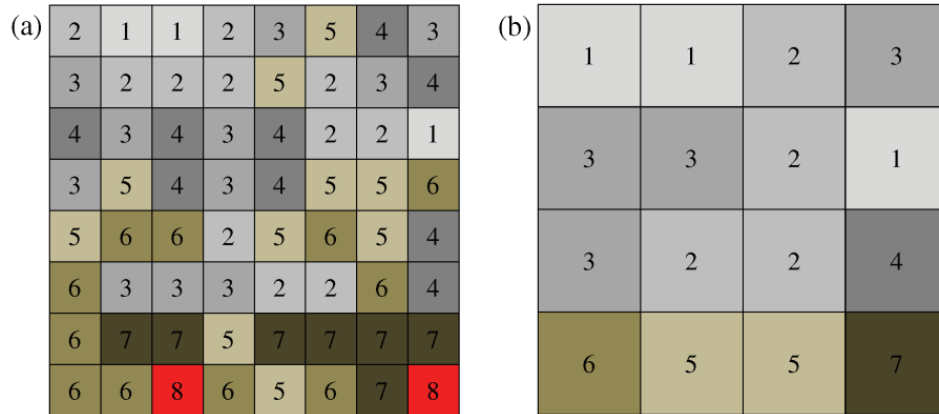 (a) 2 1 1 2 3 5 4 3 (b)
3 2 2 2 5 2 3 4
4 3 4 3 4 2 2 1
3 5 4 3 4 5 5 6
5 6 6 2 5 6 5 4
6 3 3 3 2 2 6 4
6 7 7 5 7 7 7 7
6 6 8 6 5 6 7 8
1 1 2 3
3 3 2 1
3 2 2 4
6 5 5 7